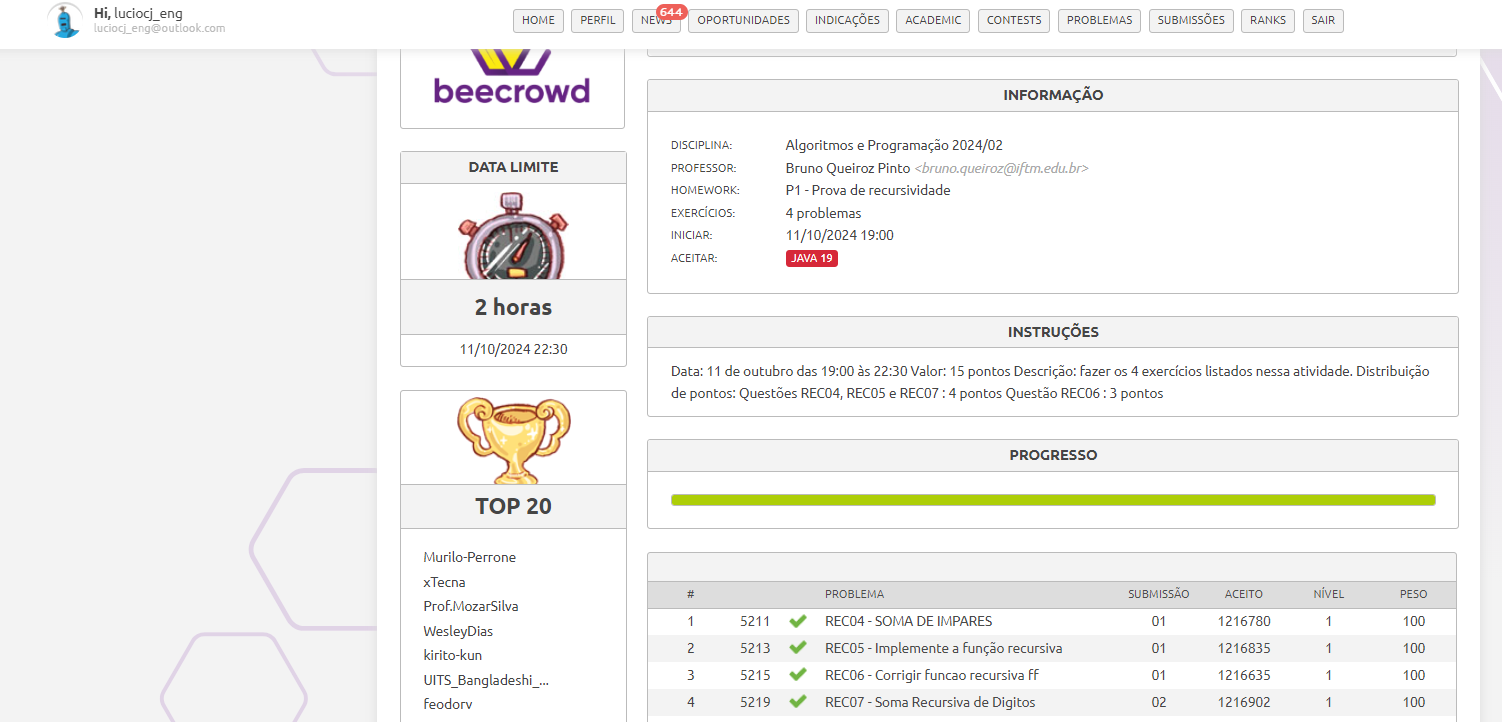 Hi, luciocj_eng
luciocj_eng@outlook.com
HOME PERFIL NEWS 644 OPORTUNIDADES INDICAÇÕES ACADEMIC CONTESTS PROBLEMAS SUBMISSÕES RANKS SAIR
beecrowd
DATA LIMITE
2 horas
11/10/2024 22:30
TOP 20
Murilo-Perrone
xTecna
Prof.MozarSilva
WesleyDias
kirito-kun
UITS_Bangladeshi_...
feodorv
INFORMAÇÃO
DISCIPLINA: Algoritmos e Programação 2024/02
PROFESSOR: Bruno Queiroz Pinto <bruno.queiroz@iftm.edu.br>
HOMEWORK: P1 - Prova de recursividade
EXERCÍCIOS: 4 problemas
INICIAR: 11/10/2024 19:00
ACEITAR: JAVA 19
INSTRUÇÕES
Data: 11 de outubro das 19:00 às 22:30 Valor: 15 pontos Descrição: fazer os 4 exercícios listados nessa atividade. Distribuição
de pontos: Questões REC04, REC05 e REC07 : 4 pontos Questão REC06 : 3 pontos
PROGRESSO
# PROBLEMA SUBMISSÃO ACEITO NÍVEL PESO
1 5211 REC04 - SOMA DE IMPARES 01 1216780 1 100
2 5213 REC05 - Implemente a função recursiva 01 1216835 1 100
3 5215 REC06 - Corrigir funcao recursiva ff 01 1216635 1 100
4 5219 REC07 - Soma Recursiva de Digitos 02 1216902 1 100